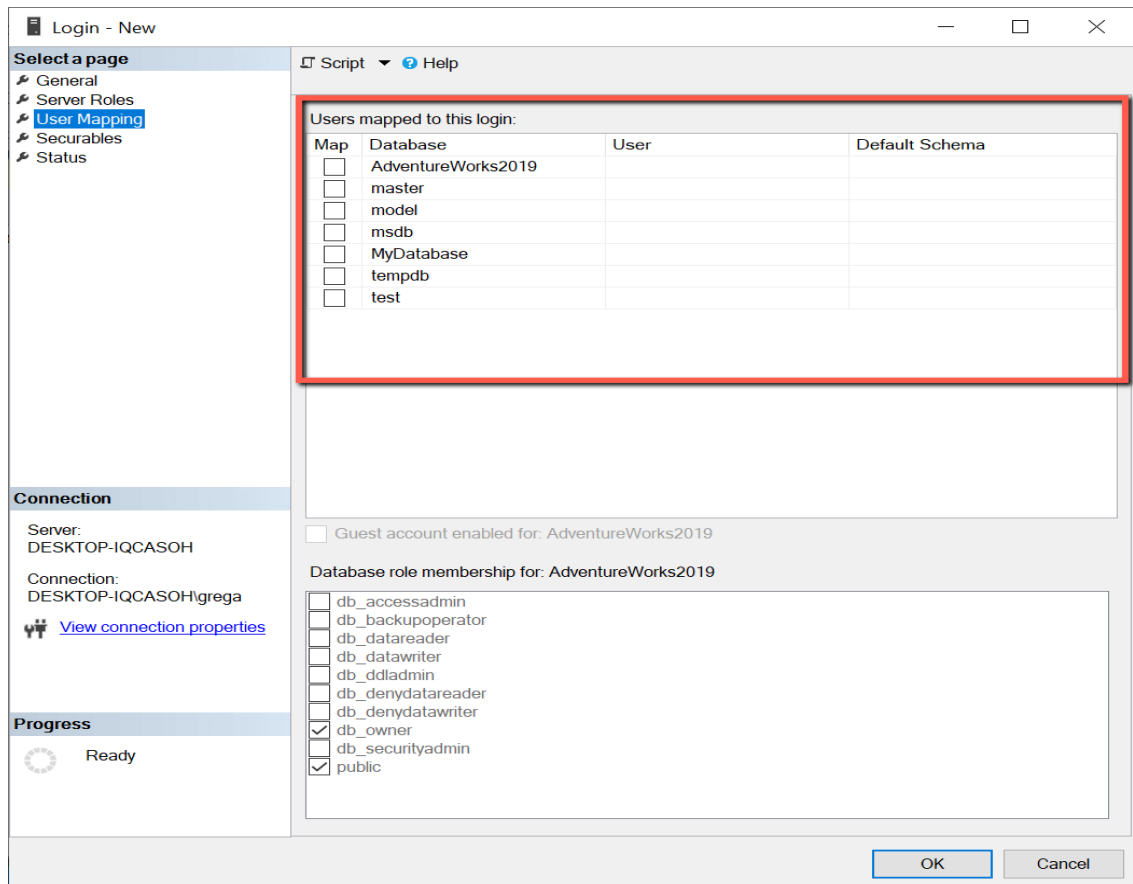 Login - New
Select a page
General
Server Roles
User Mapping
Securables
Status
Connection
Server:
DESKTOP-IQCASOH
Connection:
DESKTOP-IQCASOH\grega
View connection properties
Progress
Ready
Script Help
Users mapped to this login:
Map Database User Default Schema
AdventureWorks2019
master
model
msdb
MyDatabase
tempdb
test
Guest account enabled for: AdventureWorks2019
Database role membership for: AdventureWorks2019
db_accessadmin
db_backupoperator
db_datareader
db_datawriter
db_ddladmin
db_denydatareader
db_denydatawriter
db_owner
db_securityadmin
public
OK Cancel